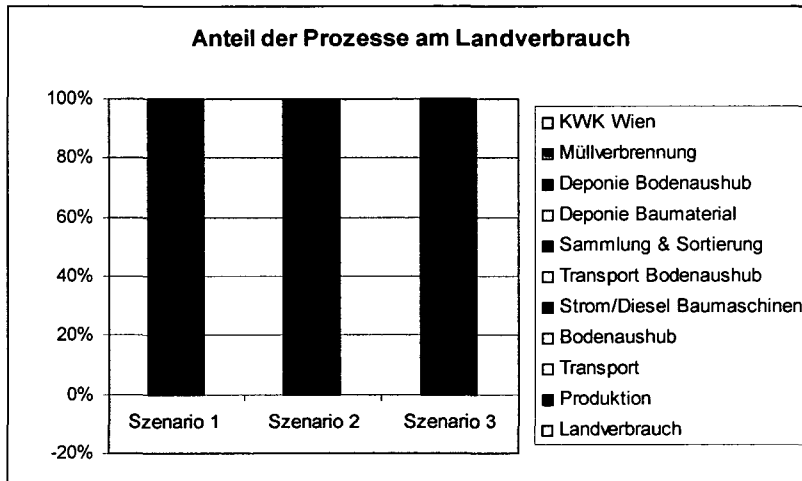 Anteil der Prozesse am Landverbrauch
100%
80%
60%
40%
20%
0%
-20%
Szenario 1
Szenario 2
Szenario 3
KWK Wien
Müllverbrennung
Deponie Bodenaushub
Deponie Baumaterial
Sammlung & Sortierung
Transport Bodenaushub
Strom/Diesel Baumaschinen
Bodenaushub
Transport
Produktion
Landverbrauch